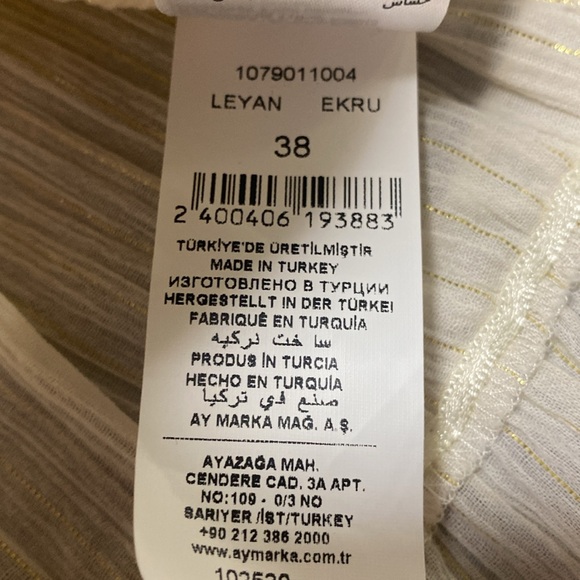 حساس
1079011004
LEYAN EKRU
38
2 400406 193883
TÜRKİYE'DE ÜRETİLMİŞTİR
MADE IN TURKEY
ИЗГОТОВЛЕНО В ТУРЦИИ
HERGESTELLT IN DER TÜRKEI
FABRIQUÉ EN TURQUİA
ساخت ترکیه
PRODUS İN TURCIA
HECHO EN TURQUÍA
صنع في تركيا
AY MARKA MAĞ. A.Ş.
AYAZAĞA MAH.
CENDERE CAD. 3A APT.
NO:109 - 0/3 NO
SARIYER /İST/TURKEY
+90 212 386 2000
www.aymarka.com.tr